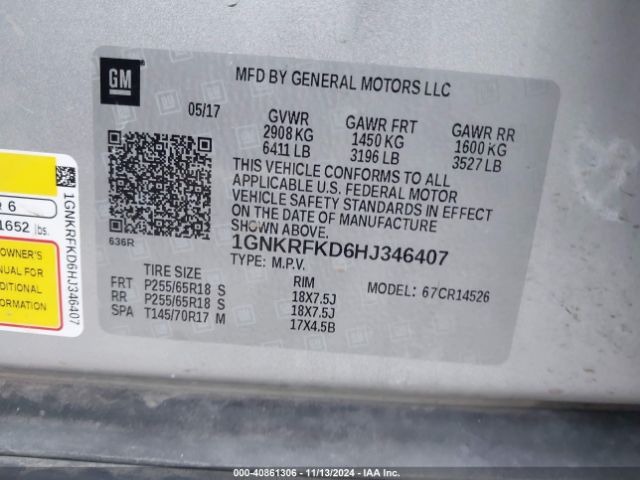 GM
MFD BY GENERAL MOTORS LLC
05/17
GVWR GAWR FRT GAWR RR
2908 KG 1450 KG 1600 KG
6411 LB 3196 LB 3527 LB
THIS VEHICLE CONFORMS TO ALL
APPLICABLE U.S. FEDERAL MOTOR
VEHICLE SAFETY STANDARDS IN EFFECT
ON THE DATE OF MANUFACTURE
SHOWN ABOVE.
636R
1GNKRFKD6HJ346407
TYPE: M.P.V.
MODEL: 67CR14526
TIRE SIZE RIM
FRT P255/65R18 S 18X7.5J
RR P255/65R18 S 18X7.5J
SPA T145/70R17 M 17X4.5B
6
1652 lbs.
OWNER'S
MANUAL FOR
ADDITIONAL
INFORMATION
1GNKRFKD6HJ346407
000-40861306 - 11/13/2024 - IAA Inc.